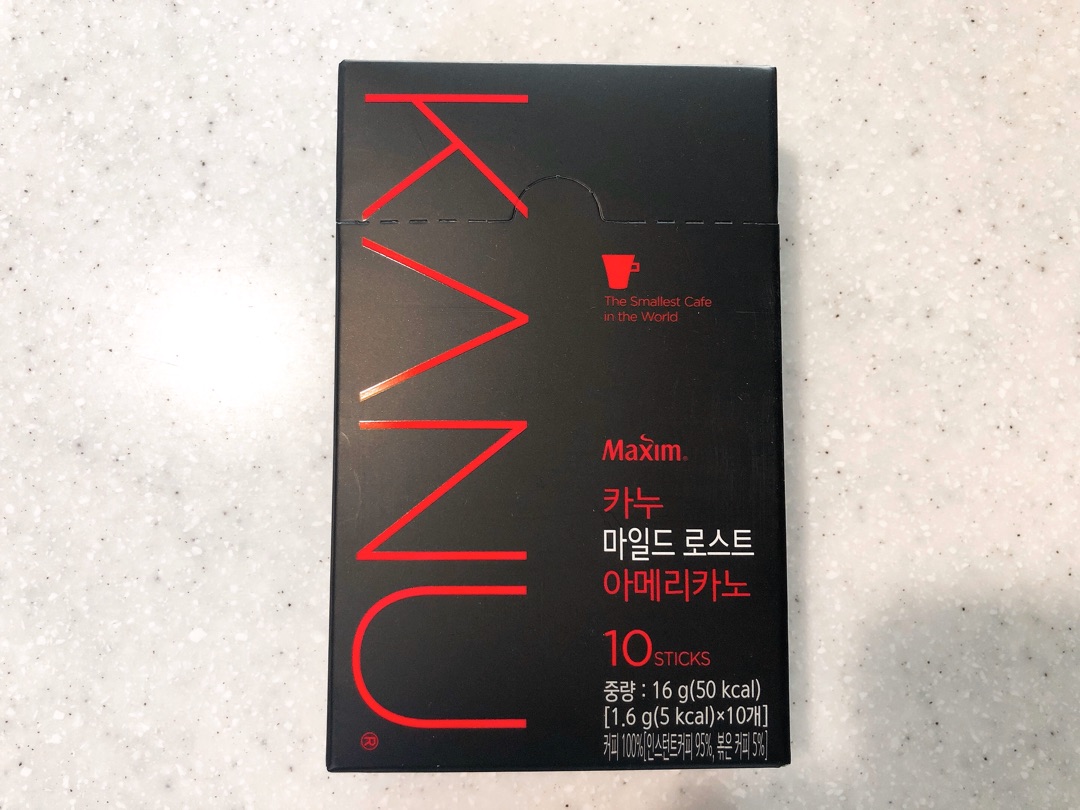 KANU®
The Smallest Cafe
in the World
Maxim®
카누
마일드 로스트
아메리카노
10 STICKS
중량 : 16 g(50 kcal)
[1.6 g(5 kcal)×10개]
커피 100%[인스턴트커피 95%, 볶은 커피 5%]